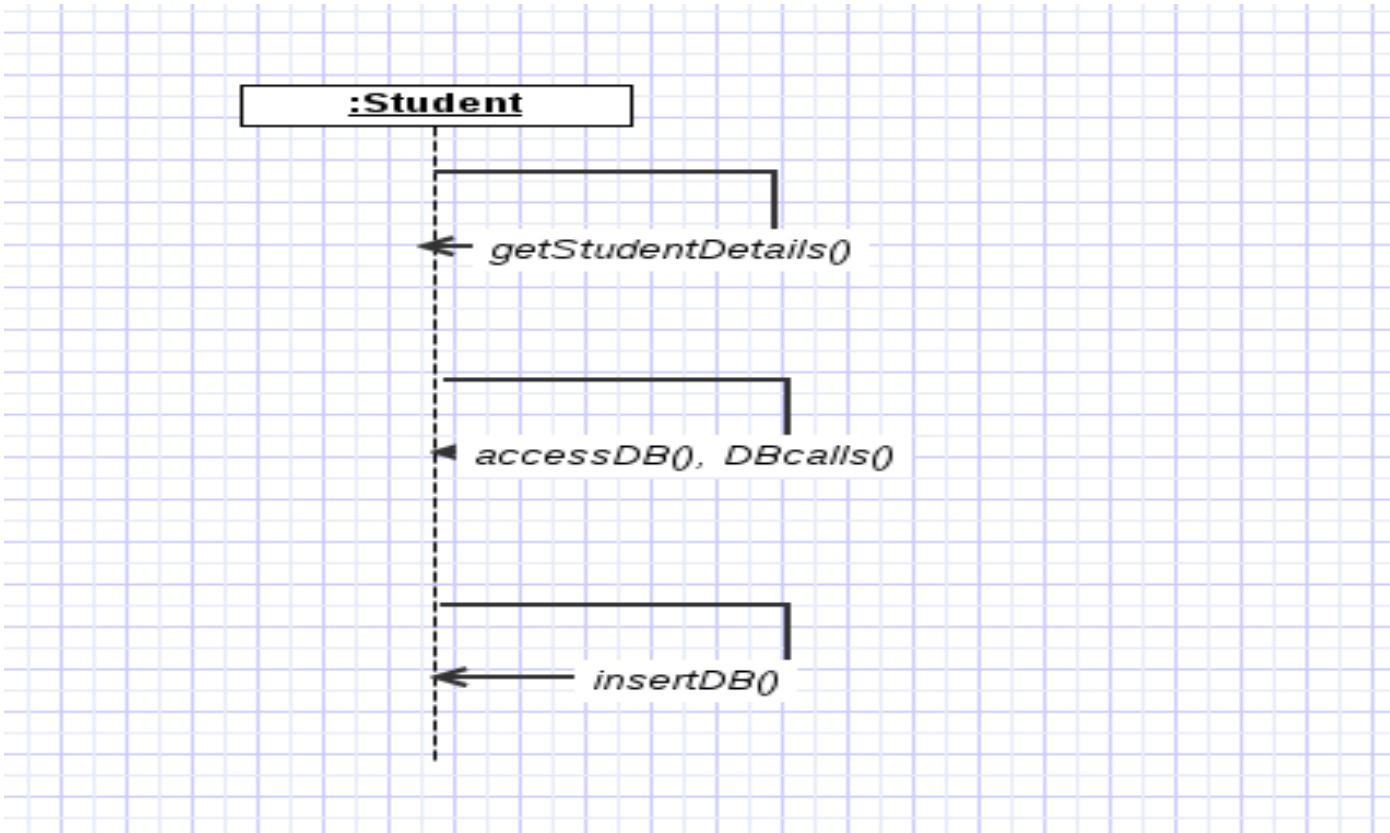 :Student
getStudentDetails()
accessDB(), DBcalls()
insertDB()